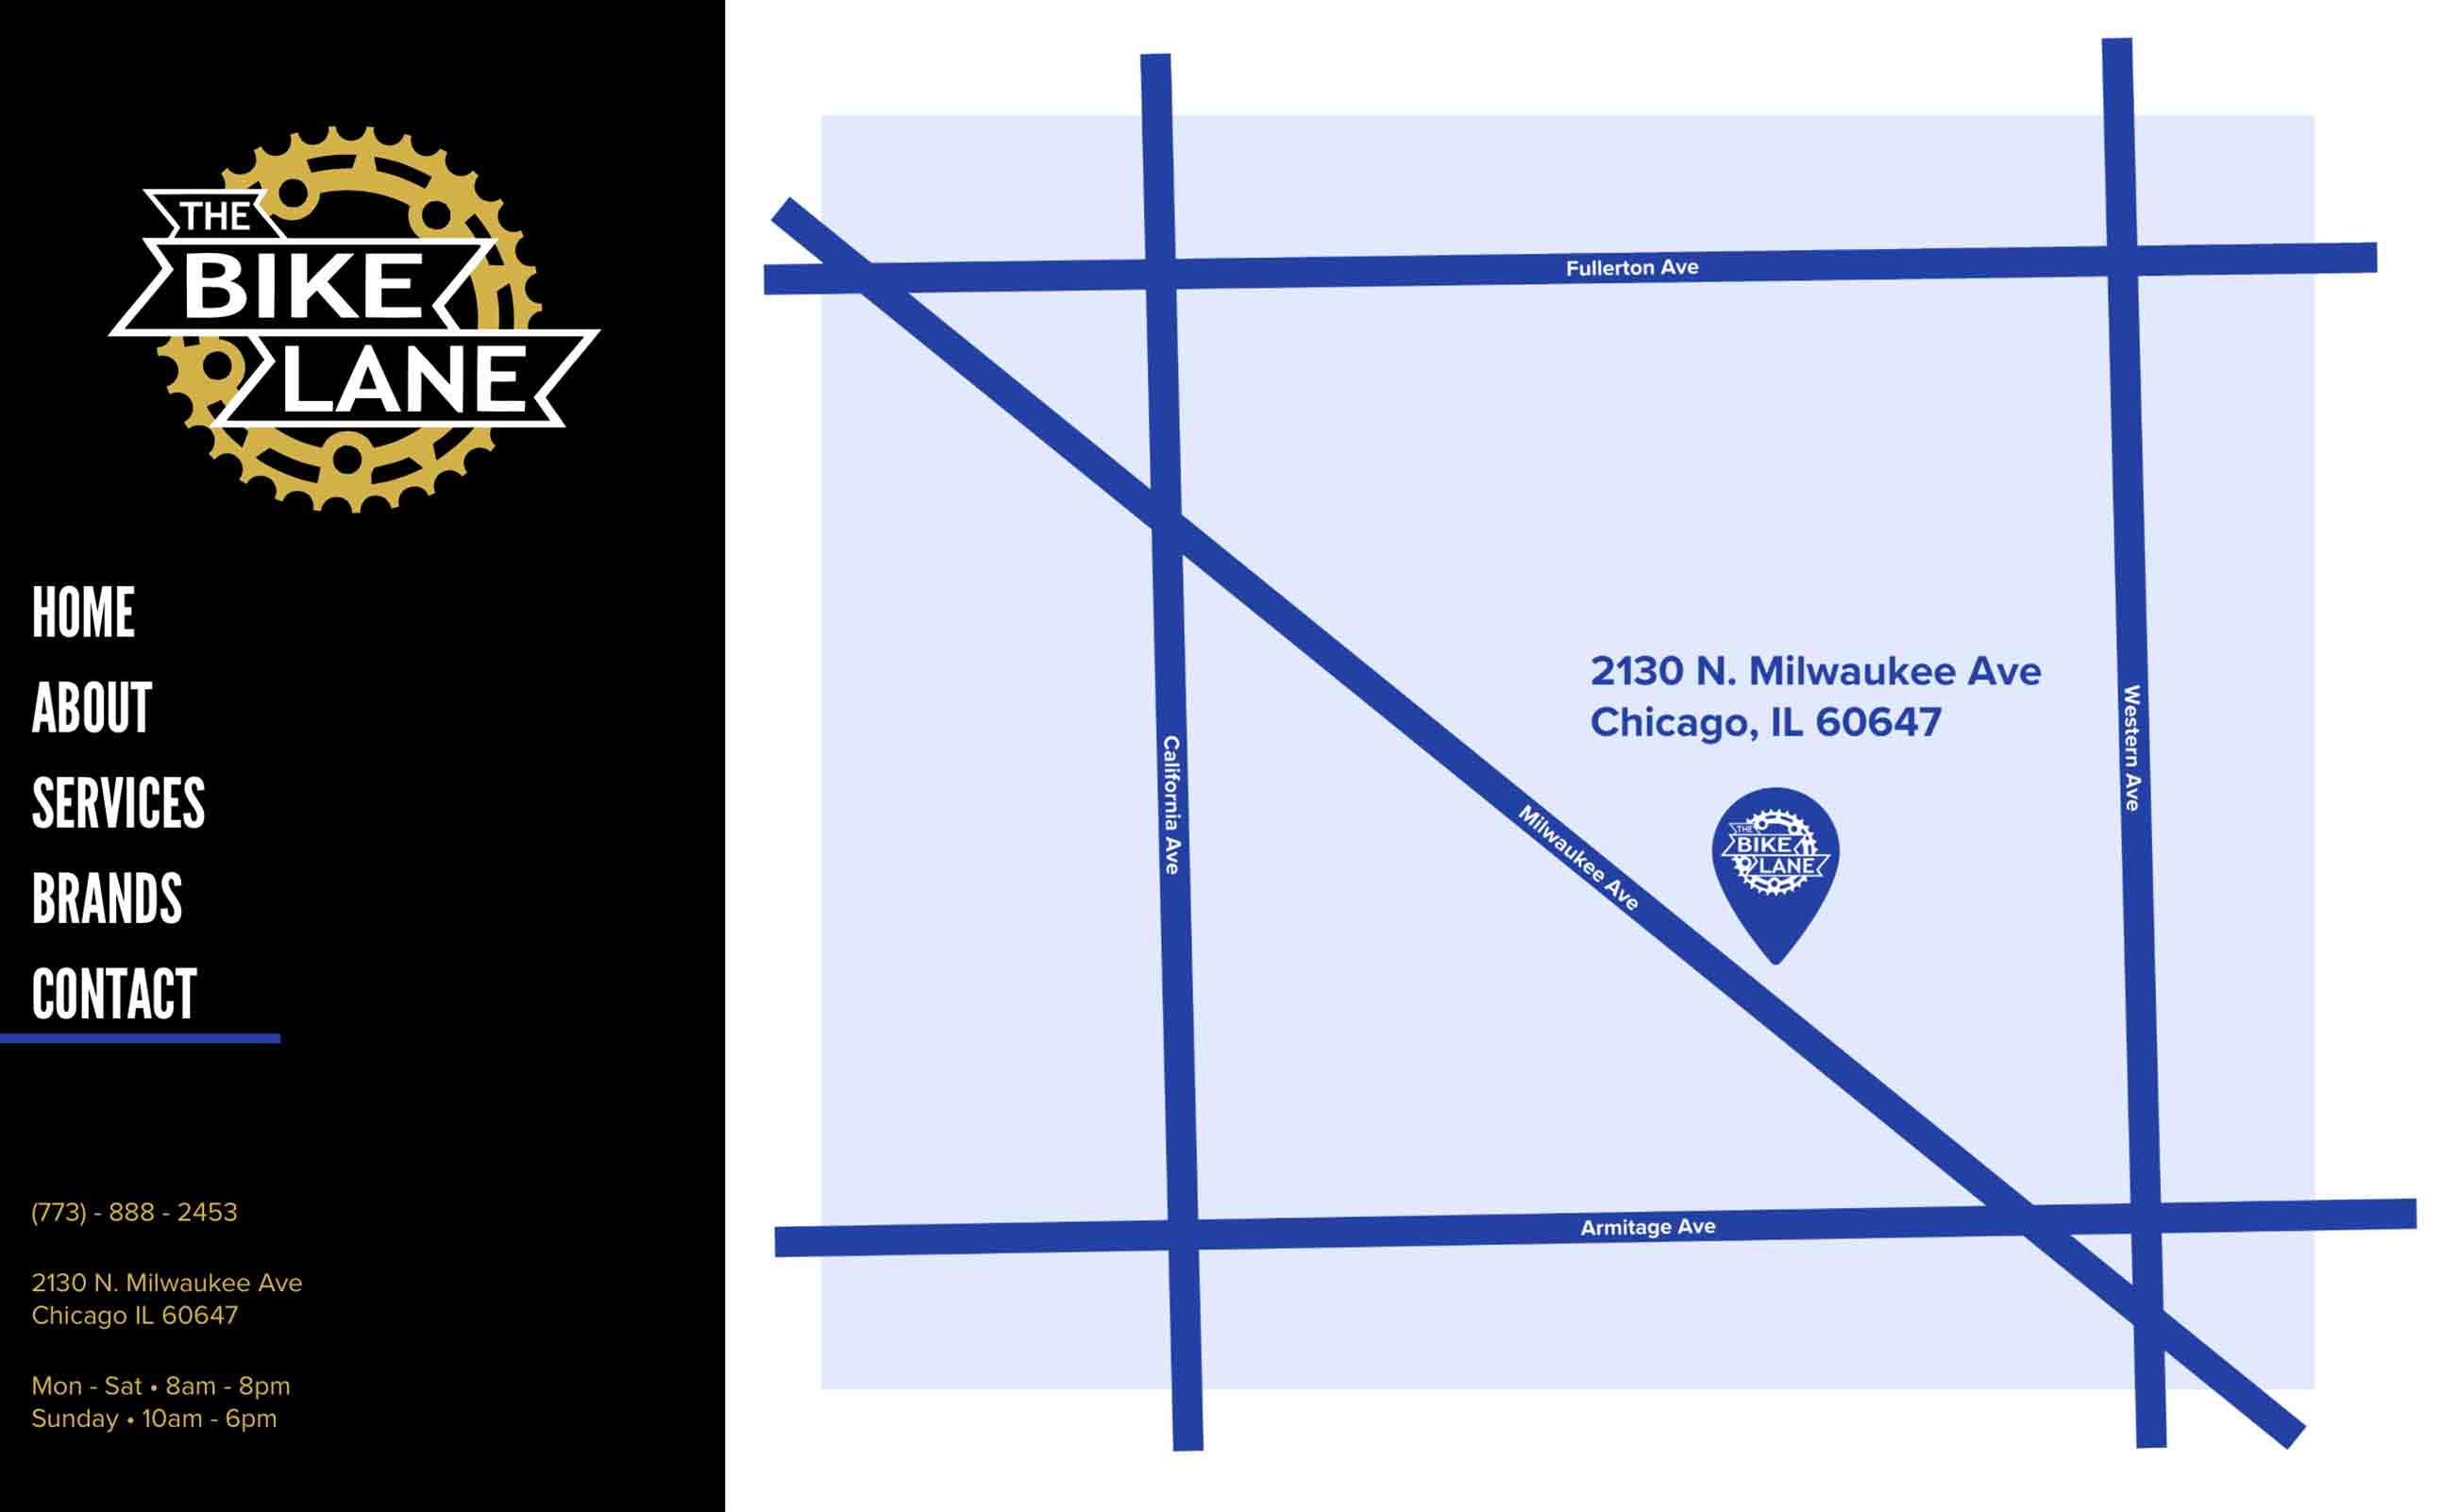 THE
BIKE
LANE
HOME
ABOUT
SERVICES
BRANDS
CONTACT
(773) - 888 - 2453
2130 N. Milwaukee Ave
Chicago IL 60647
Mon - Sat • 8am - 8pm
Sunday • 10am - 6pm
Fullerton Ave
2130 N. Milwaukee Ave
Chicago, IL 60647
Western Ave
California Ave
Milwaukee Ave
THE
BIKE
LANE
Armitage Ave